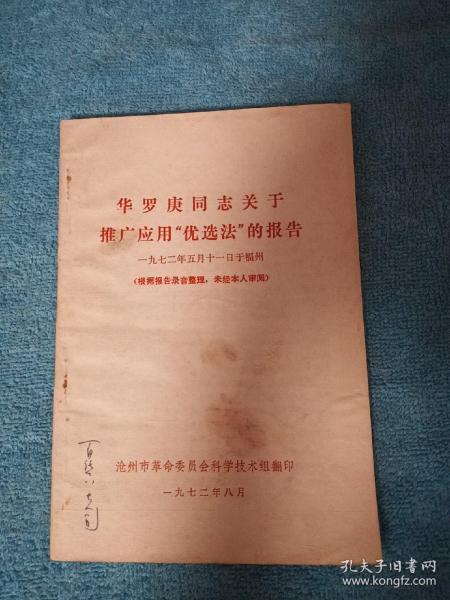 华罗庚同志关于
推广应用“优选法”的报告
一九七二年五月十一日于福州
（根据报告录音整理，未经本人审阅）
沧州市革命委员会科学技术组翻印
一九七二年八月
孔夫子旧书网
www.kongfz.com